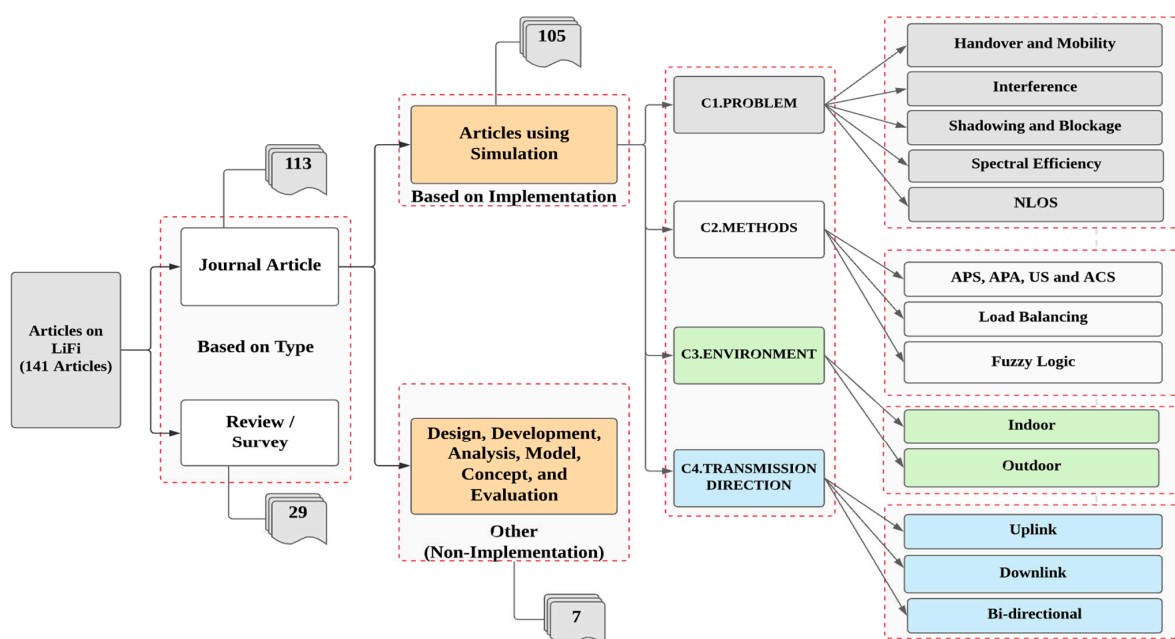 Articles on
LiFi
(141 Articles)
113
Journal Article
Based on Type
Review /
Survey
29
105
Articles using
Simulation
Based on Implementation
Design, Development,
Analysis, Model,
Concept, and
Evaluation
Other
(Non-Implementation)
7
C1.PROBLEM
C2.METHODS
C3.ENVIRONMENT
C4.TRANSMISSION
DIRECTION
Handover and Mobility
Interference
Shadowing and Blockage
Spectral Efficiency
NLOS
APS, APA, US and ACS
Load Balancing
Fuzzy Logic
Indoor
Outdoor
Uplink
Downlink
Bi-directional